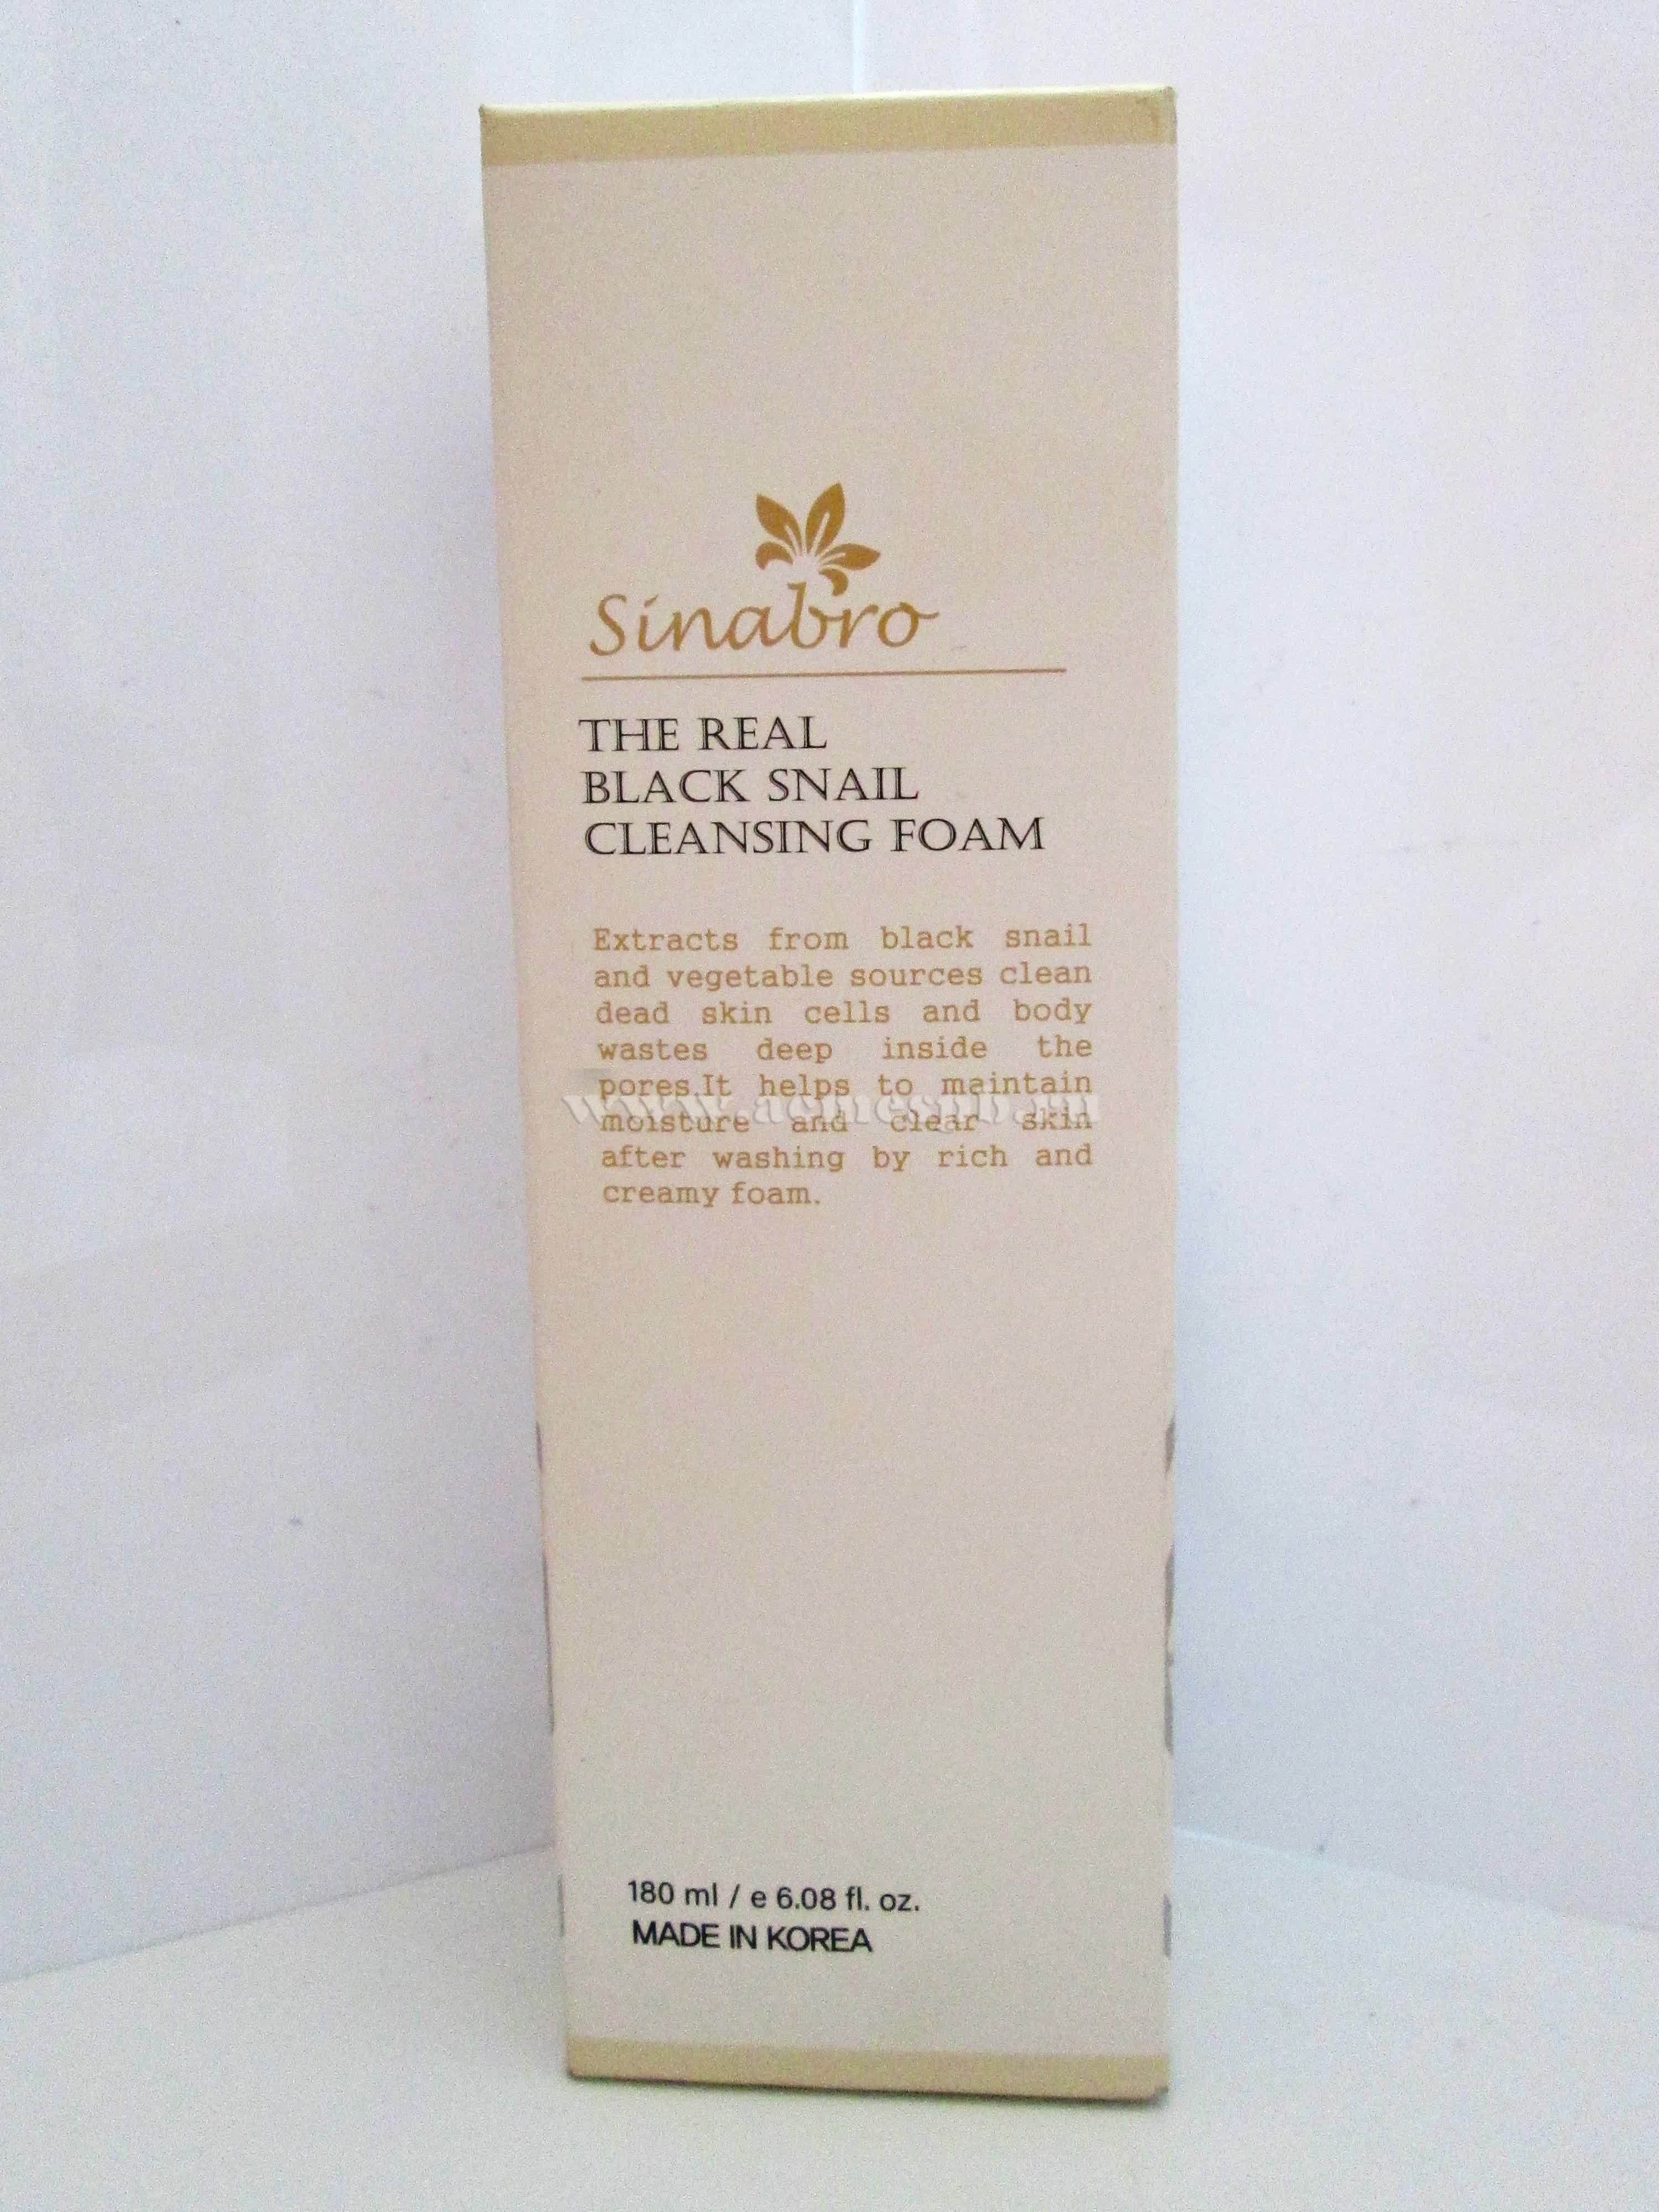 Sinabro
THE REAL
BLACK SNAIL
CLEANSING FOAM
Extracts from black snail
and vegetable sources clean
dead skin cells and body
wastes deep inside the
pores.It helps to maintain
moisture and clear skin
after washing by rich and
creamy foam.
180 ml / e 6.08 fl. oz.
MADE IN KOREA